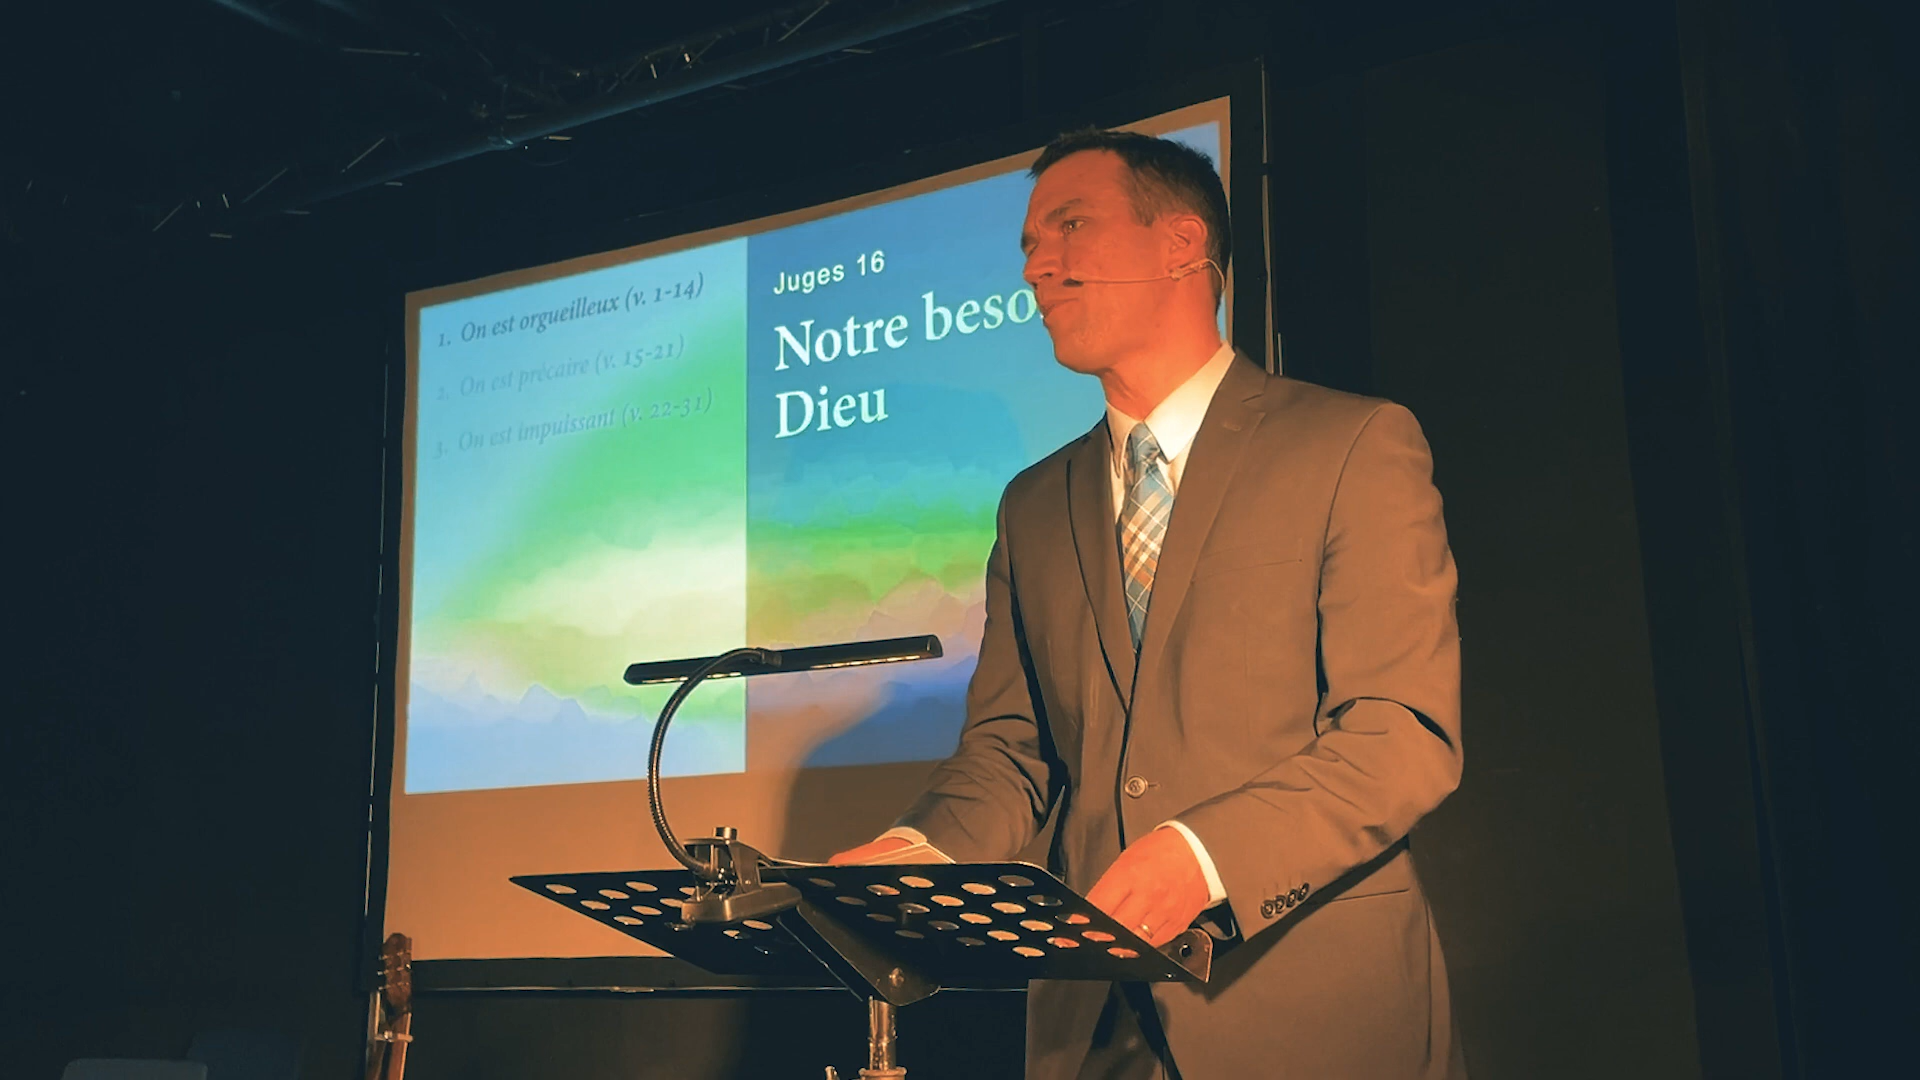 1. On est orgueilleux (v. 1-14)
2. On est précaire (v. 15-21)
3. On est impuissant (v. 22-31)
Juges 16
Notre beso
Dieu